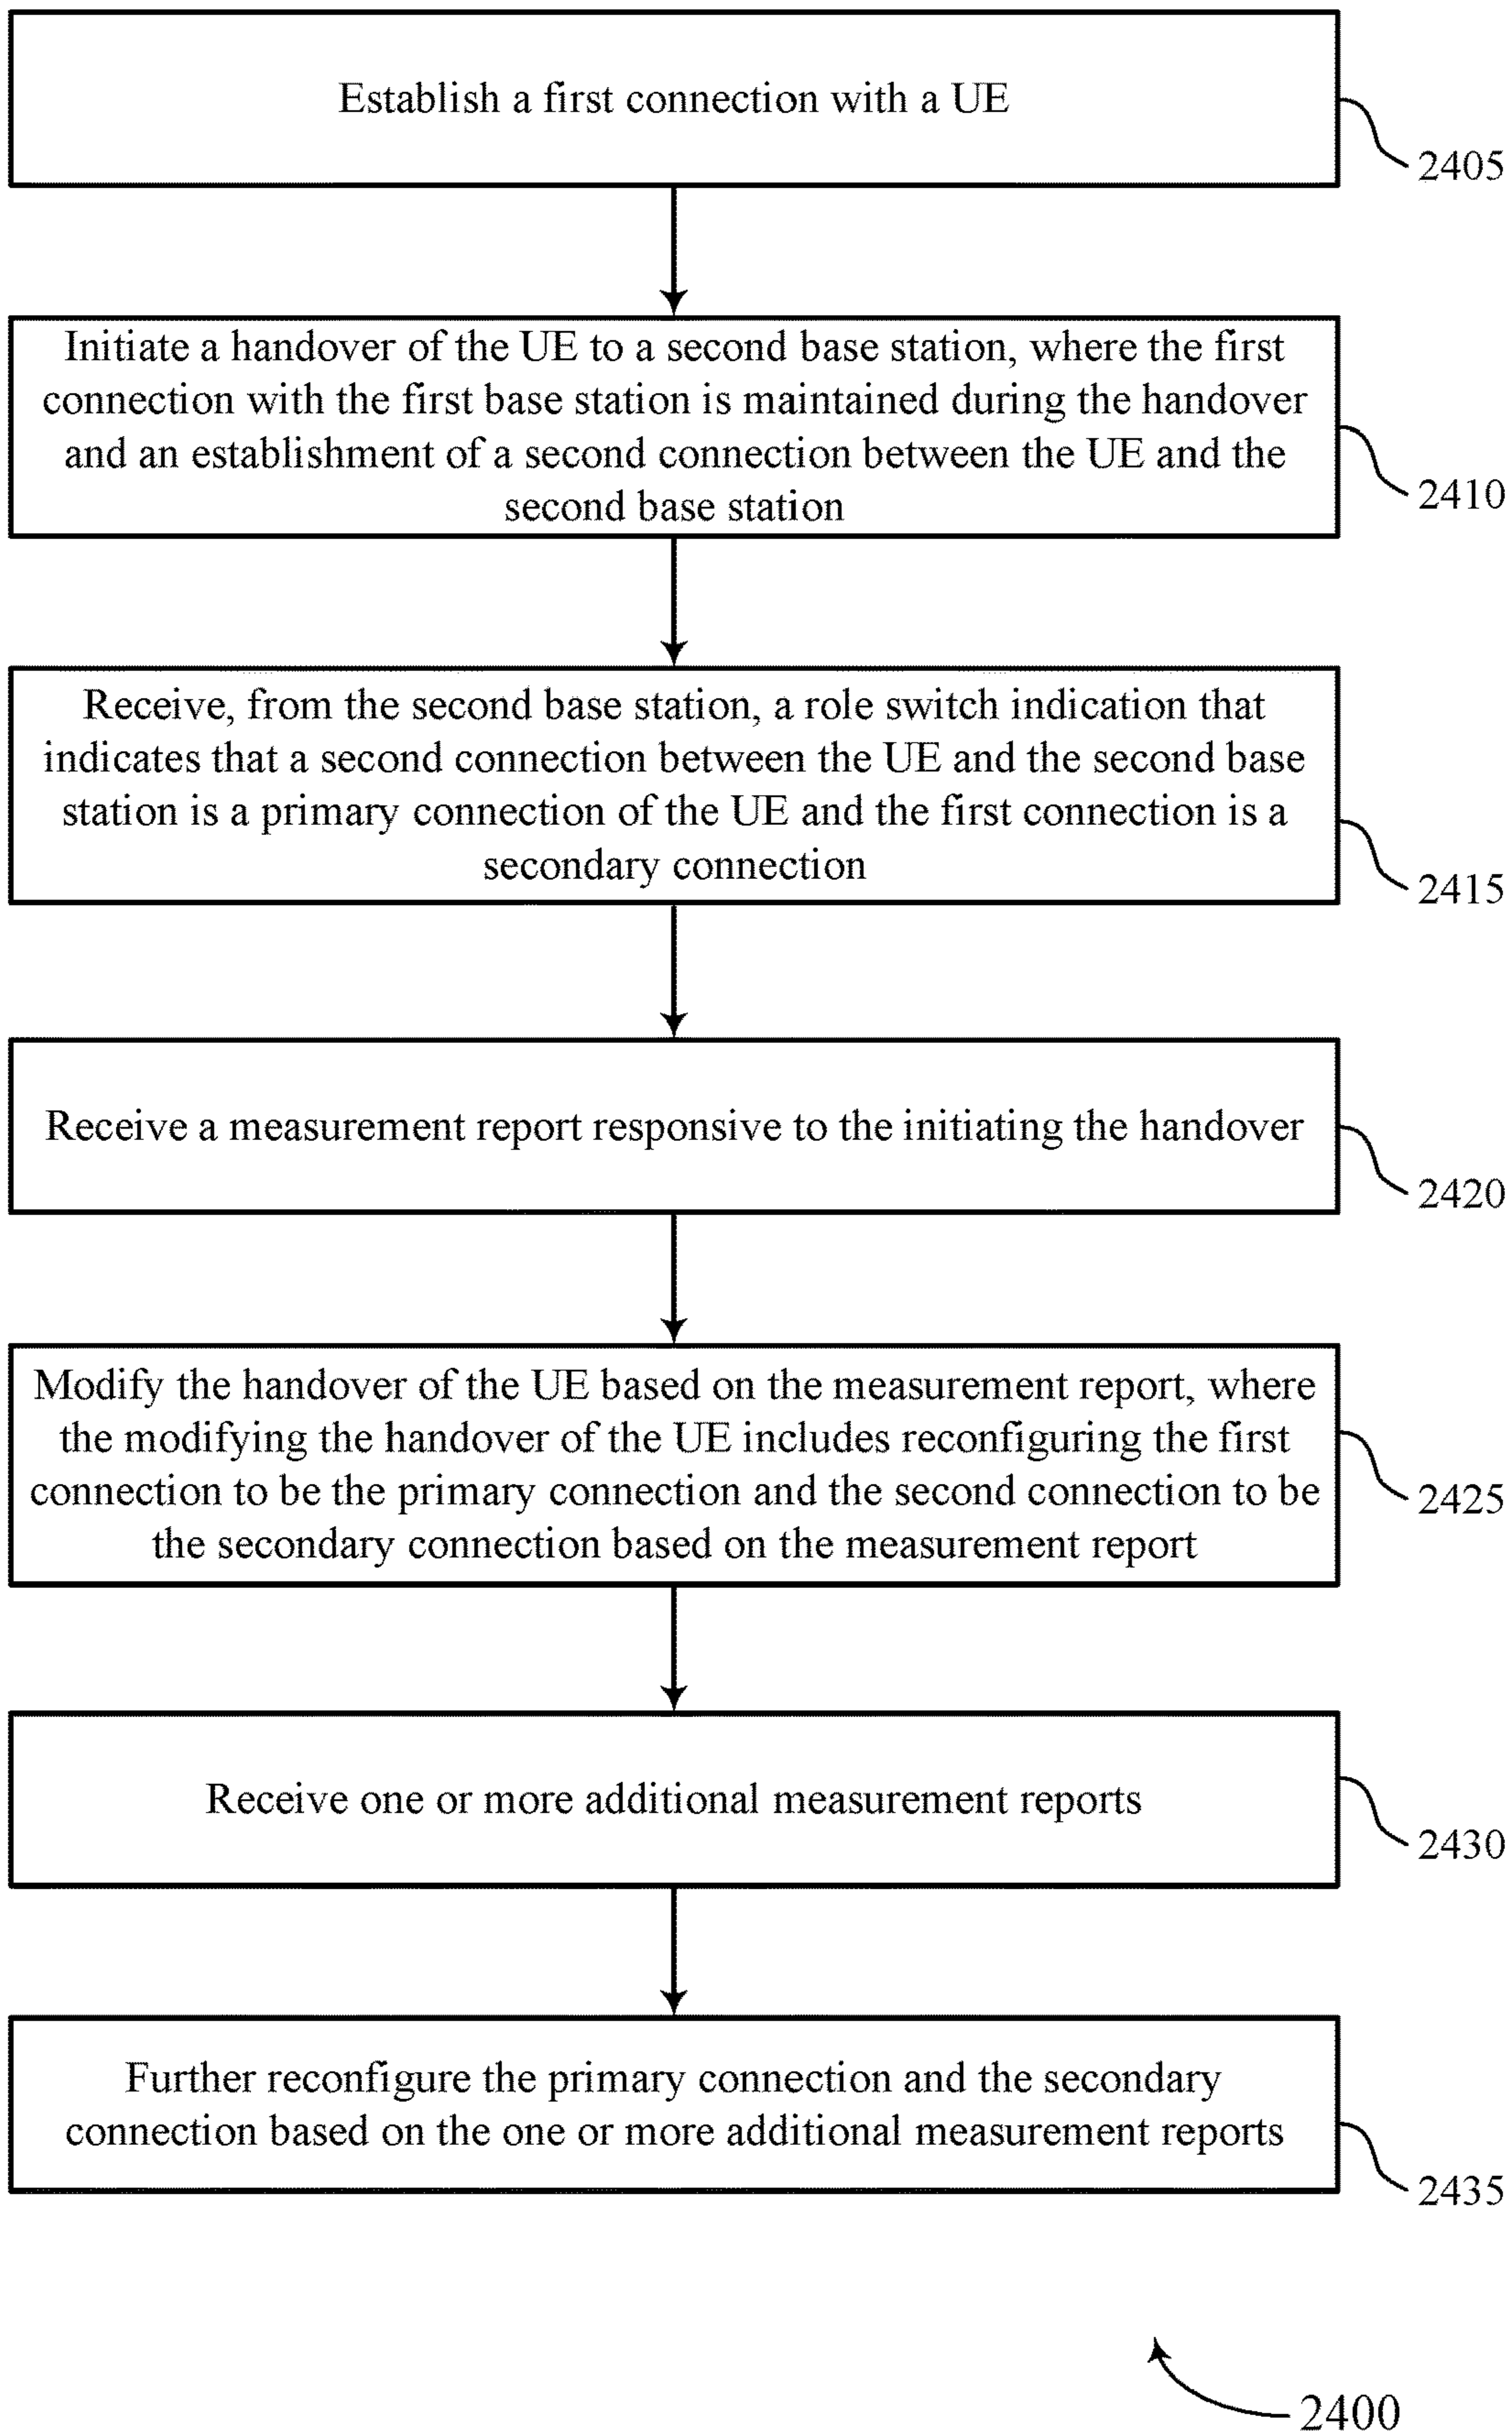 Establish a first connection with a UE
2405
Initiate a handover of the UE to a second base station, where the first
connection with the first base station is maintained during the handover
and an establishment of a second connection between the UE and the
second base station
2410
Receive, from the second base station, a role switch indication that
indicates that a second connection between the UE and the second base
station is a primary connection of the UE and the first connection is a
secondary connection
2415
Receive a measurement report responsive to the initiating the handover
2420
Modify the handover of the UE based on the measurement report, where
the modifying the handover of the UE includes reconfiguring the first
connection to be the primary connection and the second connection to be
the secondary connection based on the measurement report
2425
Receive one or more additional measurement reports
2430
Further reconfigure the primary connection and the secondary
connection based on the one or more additional measurement reports
2435
2400